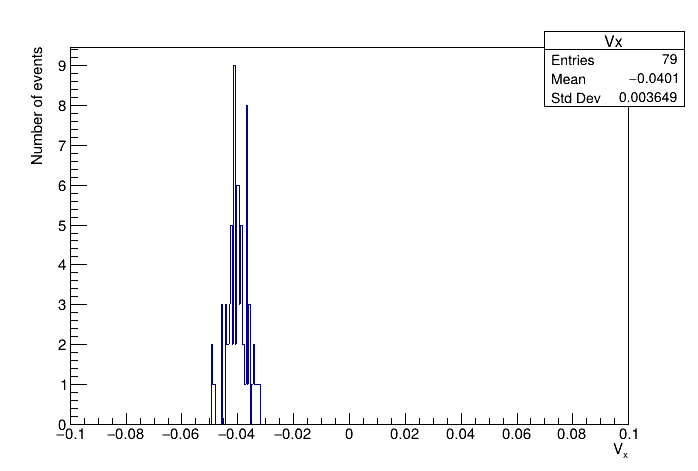 Vx
Entries 79
Mean −0.0401
Std Dev 0.003649
Number of events
9
8
7
6
5
4
3
2
1
0
−0.1 −0.08 −0.06 −0.04 −0.02 0 0.02 0.04 0.06 0.08 0.1
Vx